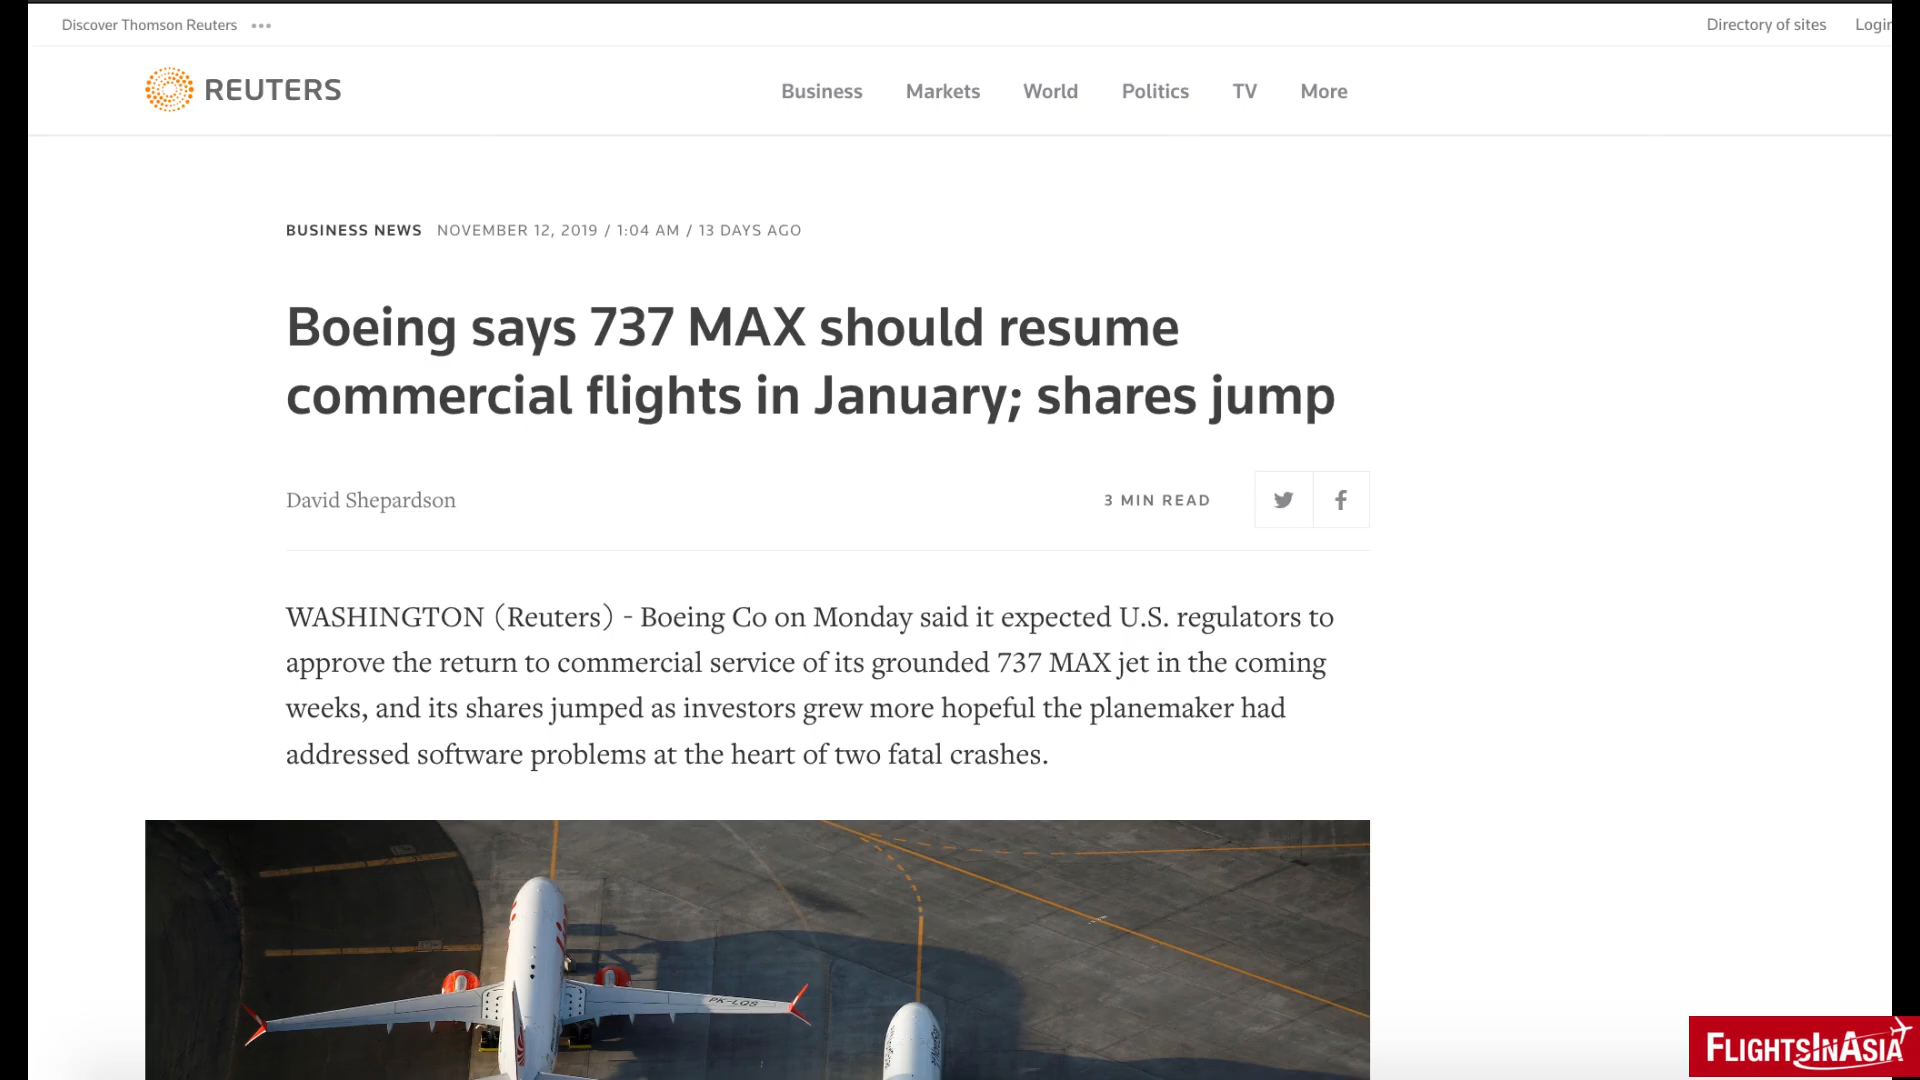 Discover Thomson Reuters
Directory of sites
Login
REUTERS
Business
Markets
World
Politics
TV
More
BUSINESS NEWS NOVEMBER 12, 2019 / 1:04 AM / 13 DAYS AGO
Boeing says 737 MAX should resume
commercial flights in January; shares jump
David Shepardson
3 MIN READ
WASHINGTON (Reuters) - Boeing Co on Monday said it expected U.S. regulators to
approve the return to commercial service of its grounded 737 MAX jet in the coming
weeks, and its shares jumped as investors grew more hopeful the planemaker had
addressed software problems at the heart of two fatal crashes.
PK-LQS
FLIGHTSINASIA